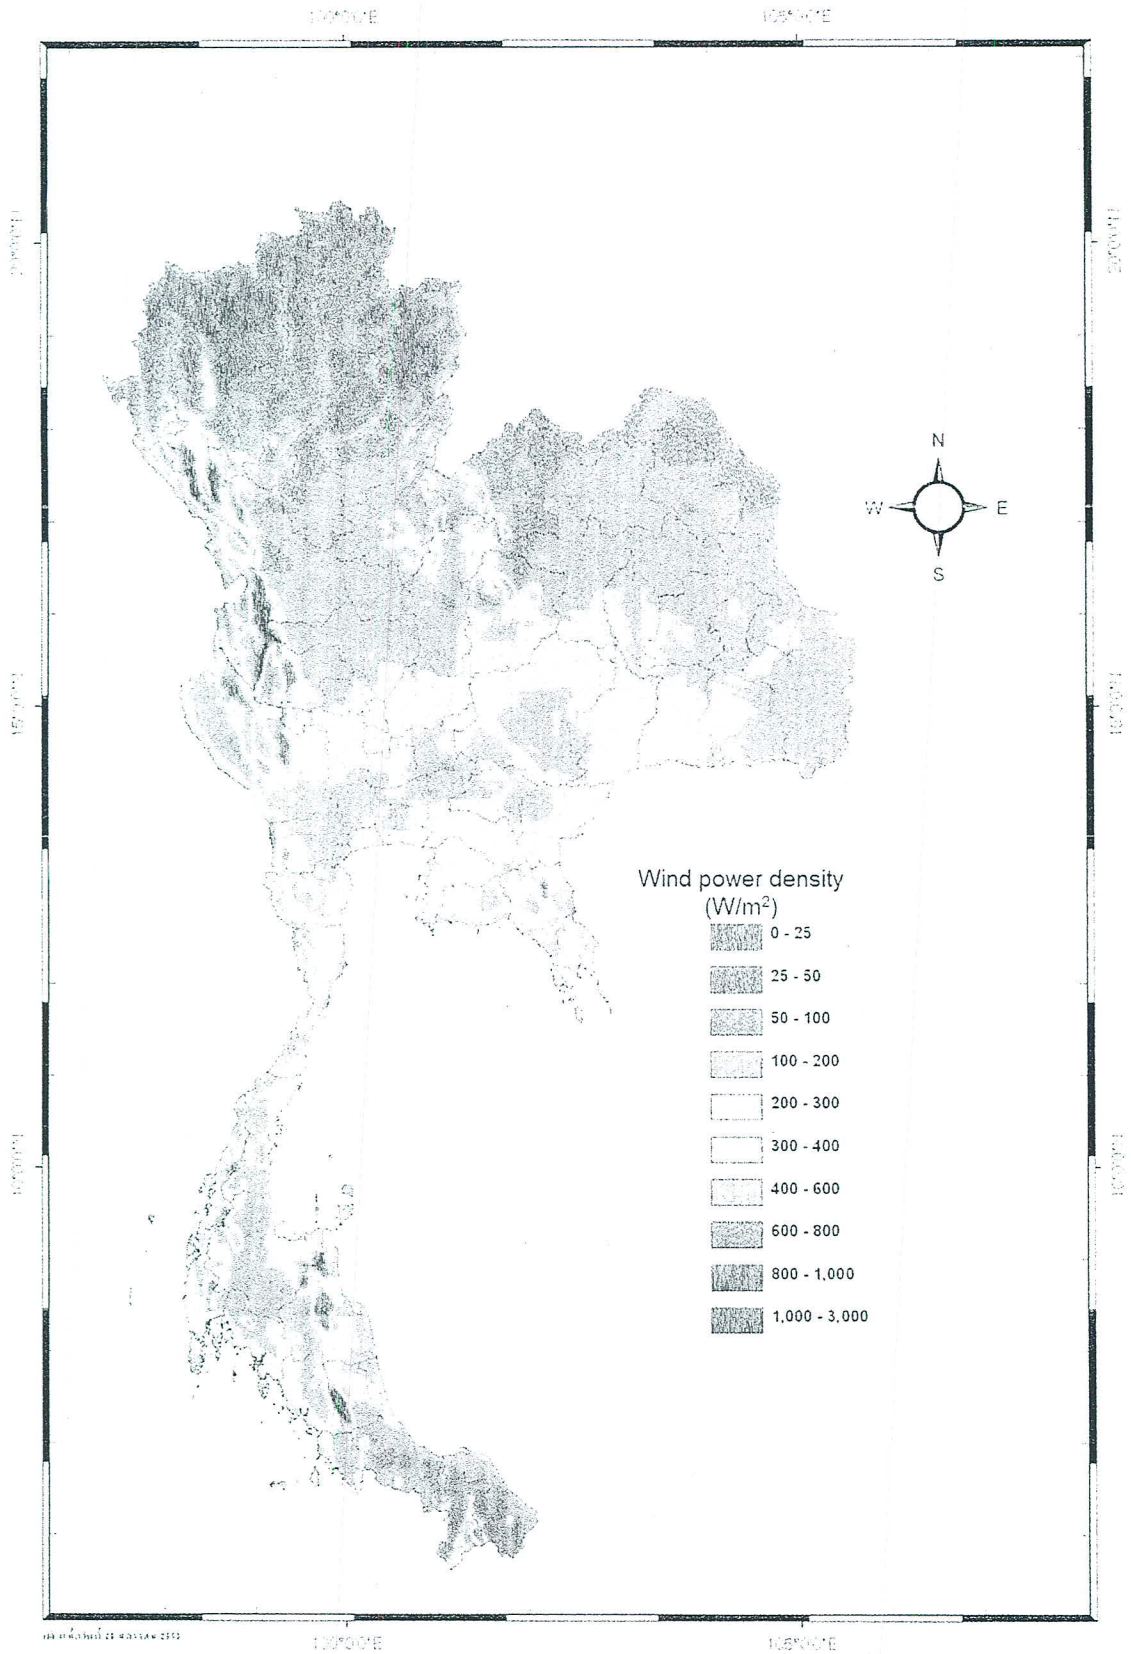 100°0'0"E
105°0'0"E
N
W
E
S
Wind power density
(W/m²)
0 - 25
25 - 50
50 - 100
100 - 200
200 - 300
300 - 400
400 - 600
600 - 800
800 - 1,000
1,000 - 3,000
100°0'0"E
105°0'0"E